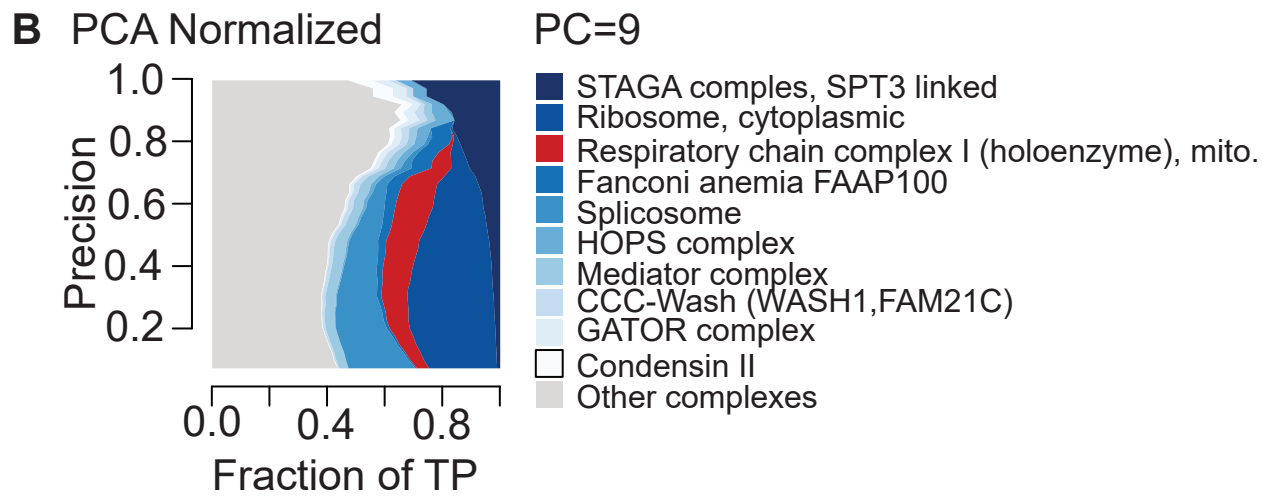 B PCA Normalized PC=9
Precision
1.0
0.8
0.6
0.4
0.2
0.0 0.4 0.8
Fraction of TP
STAGA comples, SPT3 linked
Ribosome, cytoplasmic
Respiratory chain complex I (holoenzyme), mito.
Fanconi anemia FAAP100
Splicosome
HOPS complex
Mediator complex
CCC-Wash (WASH1,FAM21C)
GATOR complex
Condensin II
Other complexes